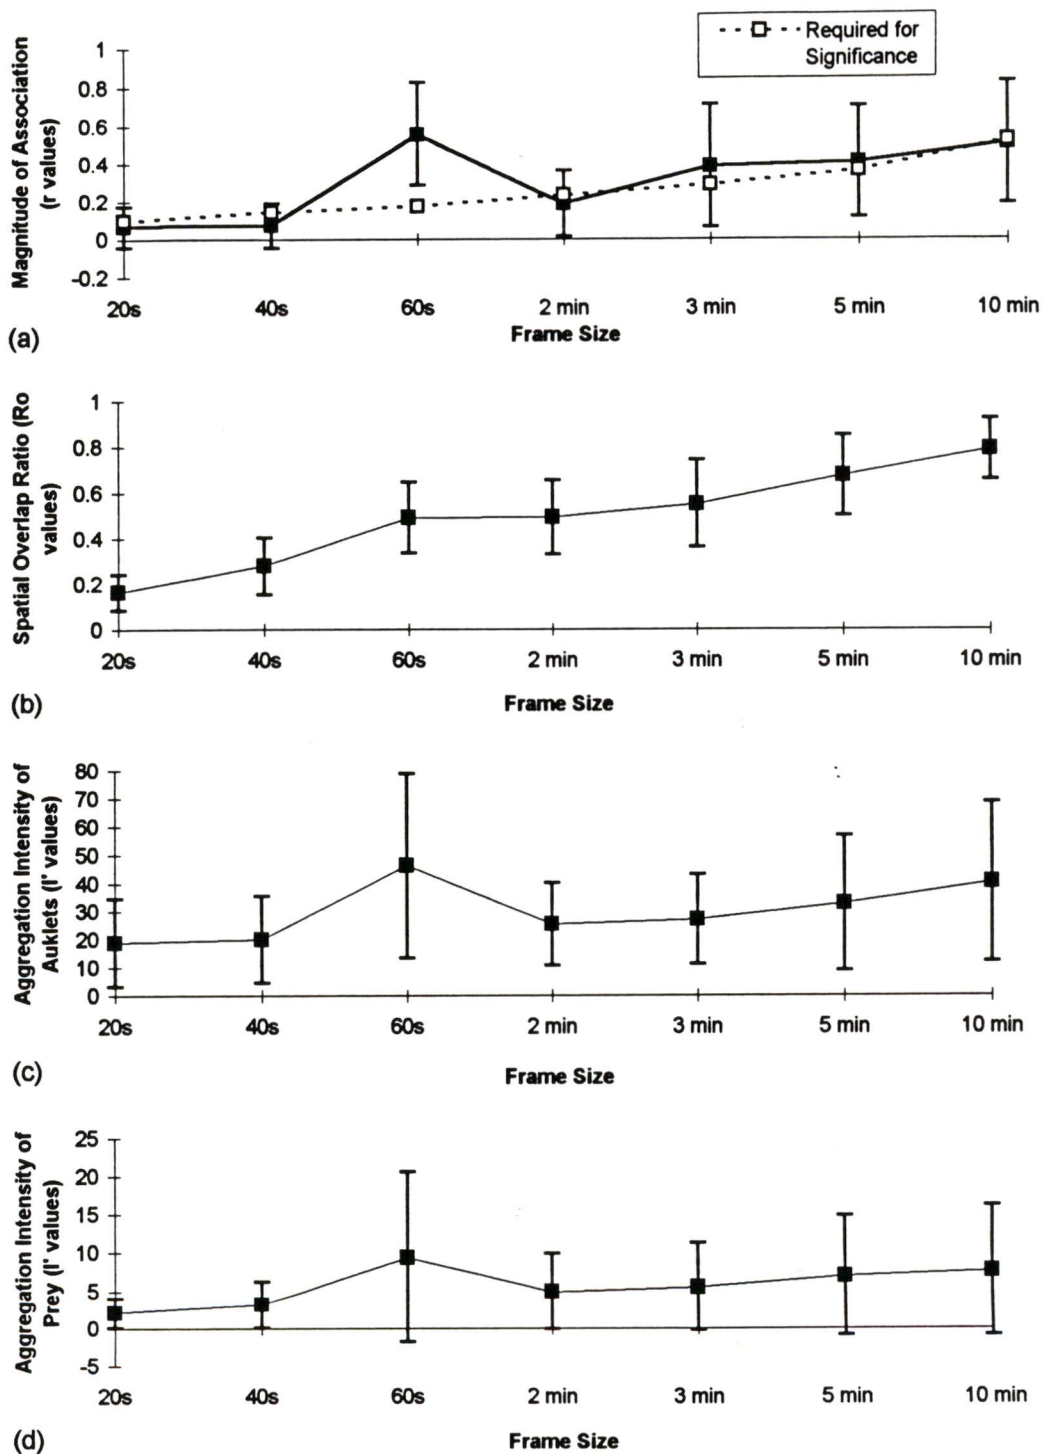 Required for
Significance
Magnitude of Association
(r values)
1
0.8
0.6
0.4
0.2
0
-0.2
20s 40s 60s 2 min 3 min 5 min 10 min
Frame Size
(a)
Spatial Overlap Ratio (Ro
values)
1
0.8
0.6
0.4
0.2
0
20s 40s 60s 2 min 3 min 5 min 10 min
Frame Size
(b)
Aggregation Intensity of
Auklets (I' values)
80
70
60
50
40
30
20
10
0
20s 40s 60s 2 min 3 min 5 min 10 min
Frame Size
(c)
Aggregation Intensity of
Prey (I' values)
25
20
15
10
5
0
-5
20s 40s 60s 2 min 3 min 5 min 10 min
Frame Size
(d)